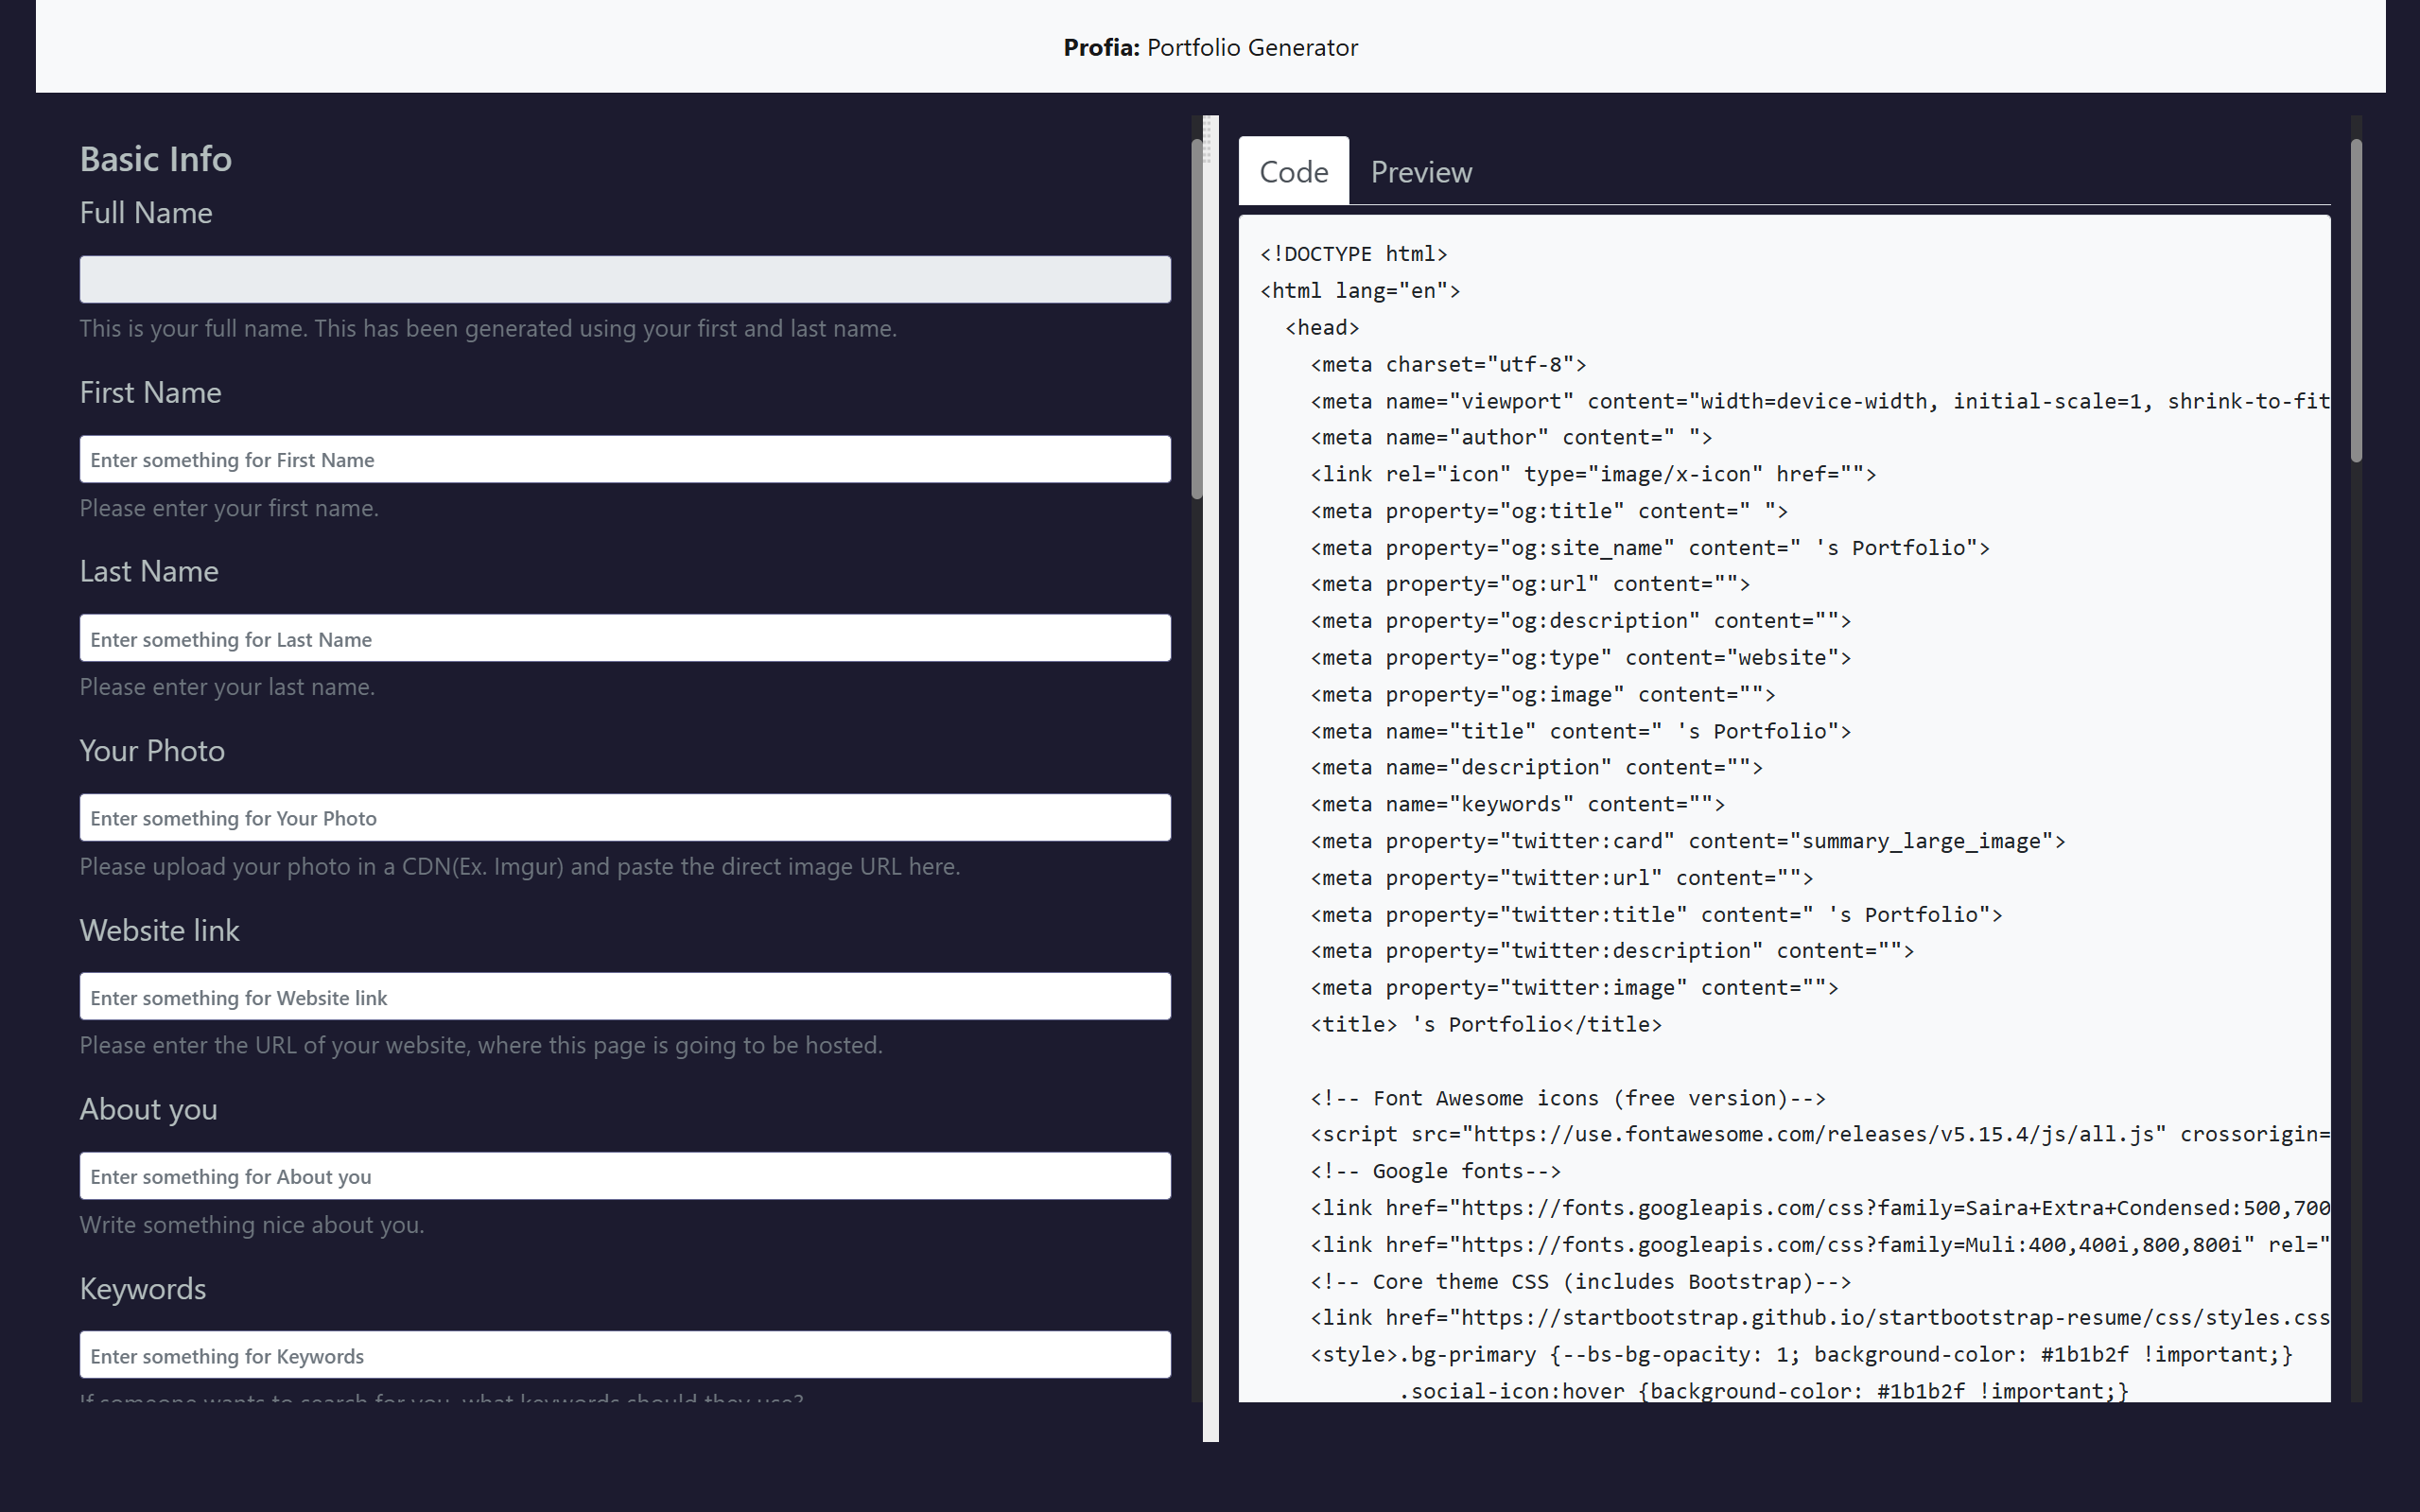 Profia: Portfolio Generator
Basic Info
Full Name
This is your full name. This has been generated using your first and last name.
First Name
Enter something for First Name
Please enter your first name.
Last Name
Enter something for Last Name
Please enter your last name.
Your Photo
Enter something for Your Photo
Please upload your photo in a CDN(Ex. Imgur) and paste the direct image URL here.
Website link
Enter something for Website link
Please enter the URL of your website, where this page is going to be hosted.
About you
Enter something for About you
Write something nice about you.
Keywords
Enter something for Keywords
If someone wants to search for you, what keywords should they use?
Code Preview
<!DOCTYPE html>
<html lang="en">
<head>
<meta charset="utf-8">
<meta name="viewport" content="width=device-width, initial-scale=1, shrink-to-fit
<meta name="author" content=" ">
<link rel="icon" type="image/x-icon" href="">
<meta property="og:title" content=" ">
<meta property="og:site_name" content=" 's Portfolio">
<meta property="og:url" content="">
<meta property="og:description" content="">
<meta property="og:type" content="website">
<meta property="og:image" content="">
<meta name="title" content=" 's Portfolio">
<meta name="description" content="">
<meta name="keywords" content="">
<meta property="twitter:card" content="summary_large_image">
<meta property="twitter:url" content="">
<meta property="twitter:title" content=" 's Portfolio">
<meta property="twitter:description" content="">
<meta property="twitter:image" content="">
<title> 's Portfolio</title>
<!-- Font Awesome icons (free version)-->
<script src="https://use.fontawesome.com/releases/v5.15.4/js/all.js" crossorigin=
<!-- Google fonts-->
<link href="https://fonts.googleapis.com/css?family=Saira+Extra+Condensed:500,700
<link href="https://fonts.googleapis.com/css?family=Muli:400,400i,800,800i" rel="
<!-- Core theme CSS (includes Bootstrap)-->
<link href="https://startbootstrap.github.io/startbootstrap-resume/css/styles.css
<style>.bg-primary {--bs-bg-opacity: 1; background-color: #1b1b2f !important;}
.social-icon:hover {background-color: #1b1b2f !important;}